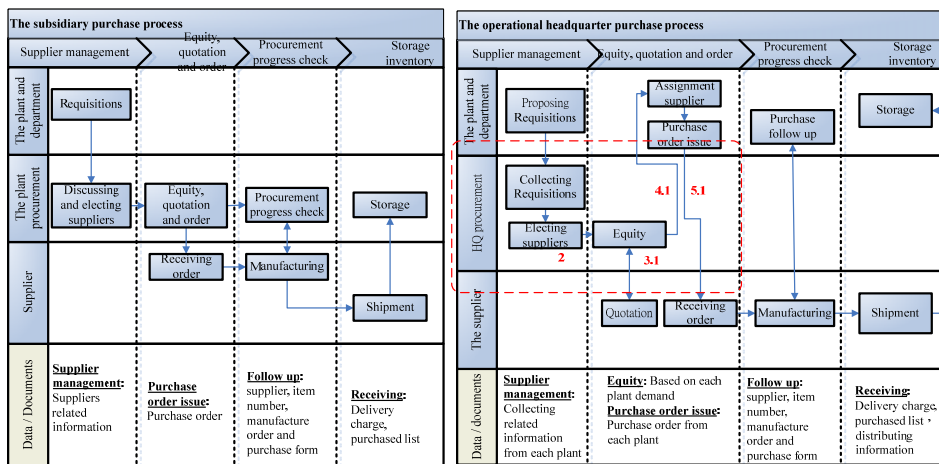 The subsidiary purchase process
Supplier management
Equity,
quotation
and order
Procurement
progress check
Storage
inventory
The plant and
department
Requisitions
The plant
procurement
Discussing
and electing
suppliers
Equity,
quotation
and order
Procurement
progress check
Storage
Supplier
Receiving
order
Manufacturing
Shipment
Data / Documents
Supplier
management:
Suppliers
related
information
Purchase
order issue:
Purchase order
Follow up:
supplier, item
number,
manufacture
order and
purchase form
Receiving:
Delivery
charge,
purchased list
The operational headquarter purchase process
Supplier management
Equity, quotation and order
Procurement
progress check
Storage
inventory
The plant and
department
Proposing
Requisitions
Assignment
supplier
Purchase
order issue
Purchase
follow up
Storage
HQ procurement
Collecting
Requisitions
Electing
suppliers
Equity
2
3.1
4.1
5.1
The supplier
Quotation
Receiving
order
Manufacturing
Shipment
Data / documents
Supplier
management:
Collecting
related
information
from each plant
Equity: Based on each
plant demand
Purchase order issue:
Purchase order from
each plant
Follow up:
supplier, item
number,
manufacture
order and
purchase form
Receiving:
Delivery charge,
purchased list,
distributing
information